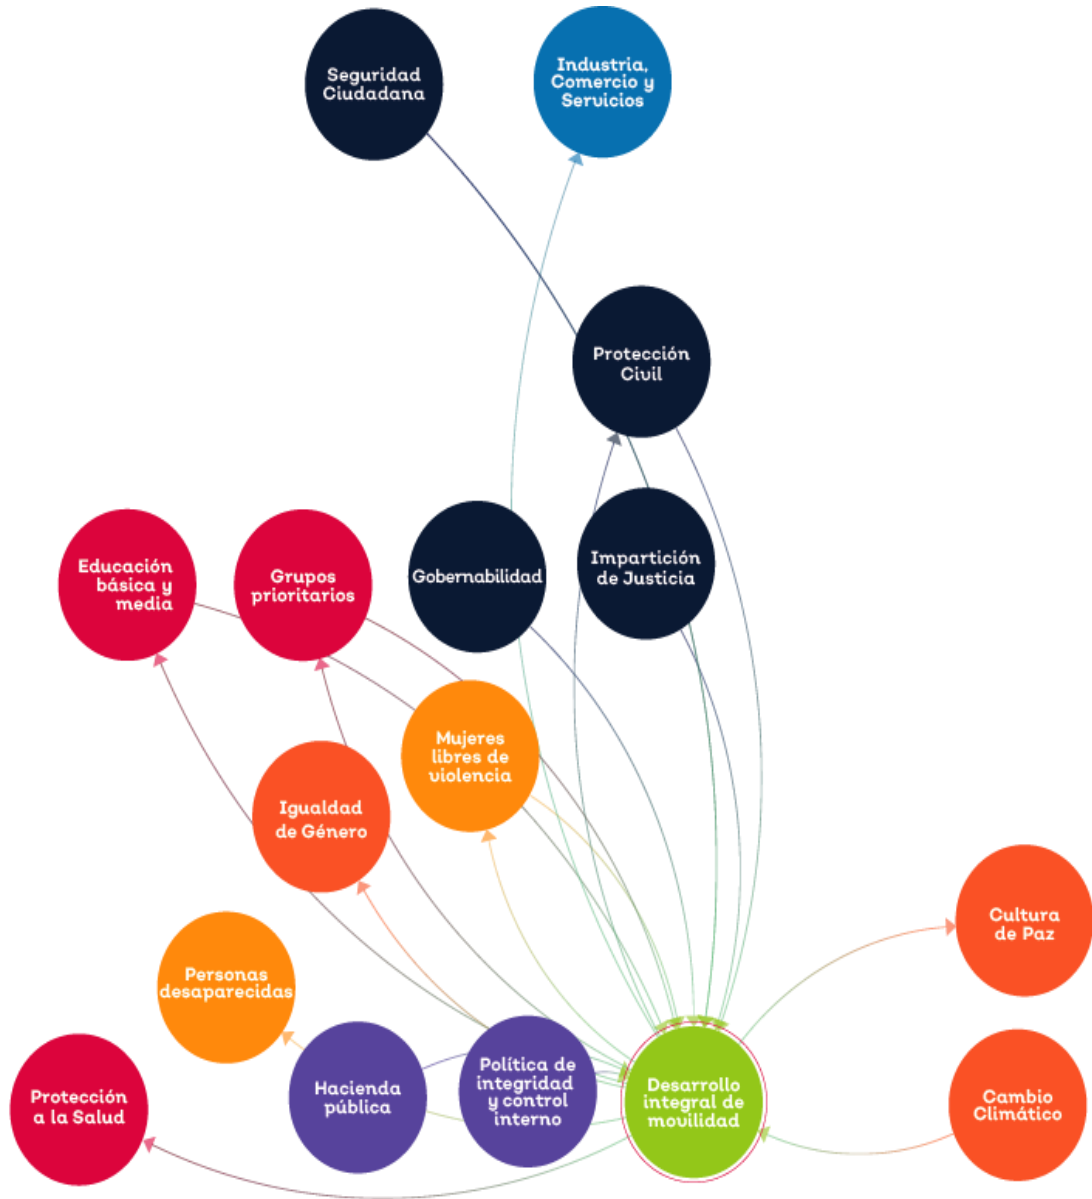 Seguridad
Ciudadana
Industria,
Comercio y
Servicios
Protección
Civil
Educación
básica y
media
Grupos
prioritarios
Gobernabilidad
Impartición
de Justicia
Mujeres
libres de
violencia
Igualdad
de Género
Cultura
de Paz
Personas
desaparecidas
Protección
a la Salud
Hacienda
pública
Política de
integridad
y control
interno
Desarrollo
integral de
movilidad
Cambio
Climático